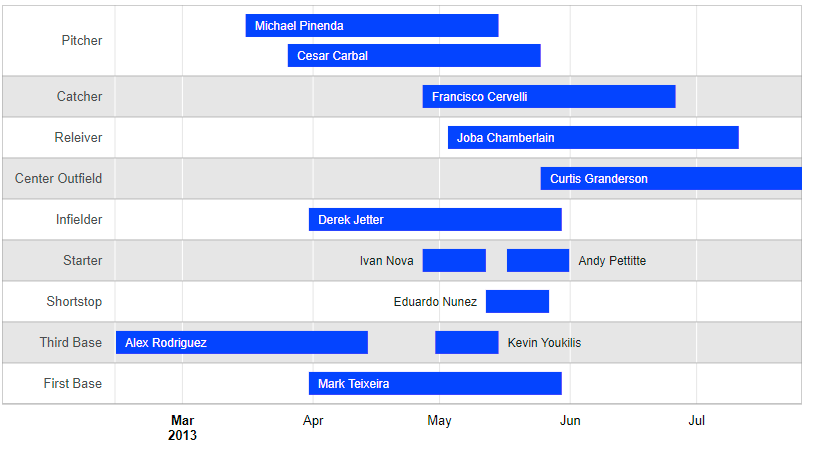 Pitcher
Michael Pinenda
Cesar Carbal
Catcher
Francisco Cervelli
Releiver
Joba Chamberlain
Center Outfield
Curtis Granderson
Infielder
Derek Jetter
Starter
Ivan Nova
Andy Pettitte
Shortstop
Eduardo Nunez
Third Base
Alex Rodriguez
Kevin Youkilis
First Base
Mark Teixeira
Mar Apr May Jun Jul
2013